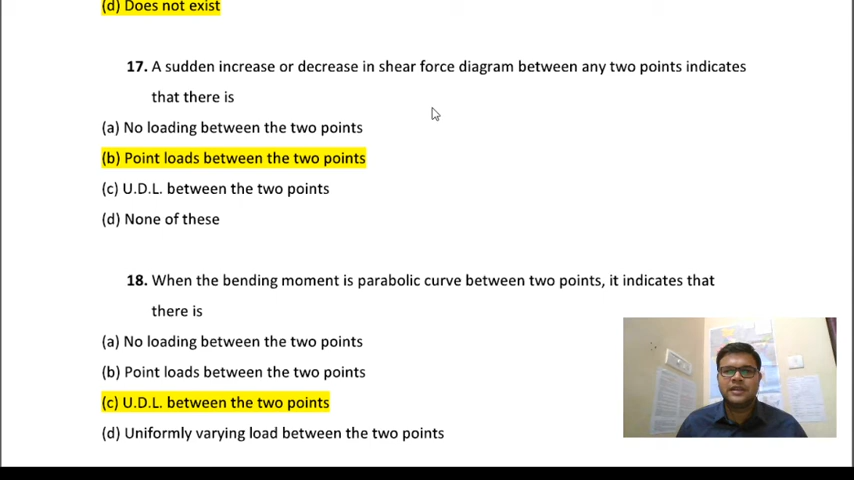 (d) Does not exist
17. A sudden increase or decrease in shear force diagram between any two points indicates
that there is
(a) No loading between the two points
(b) Point loads between the two points
(c) U.D.L. between the two points
(d) None of these
18. When the bending moment is parabolic curve between two points, it indicates that
there is
(a) No loading between the two points
(b) Point loads between the two points
(c) U.D.L. between the two points
(d) Uniformly varying load between the two points